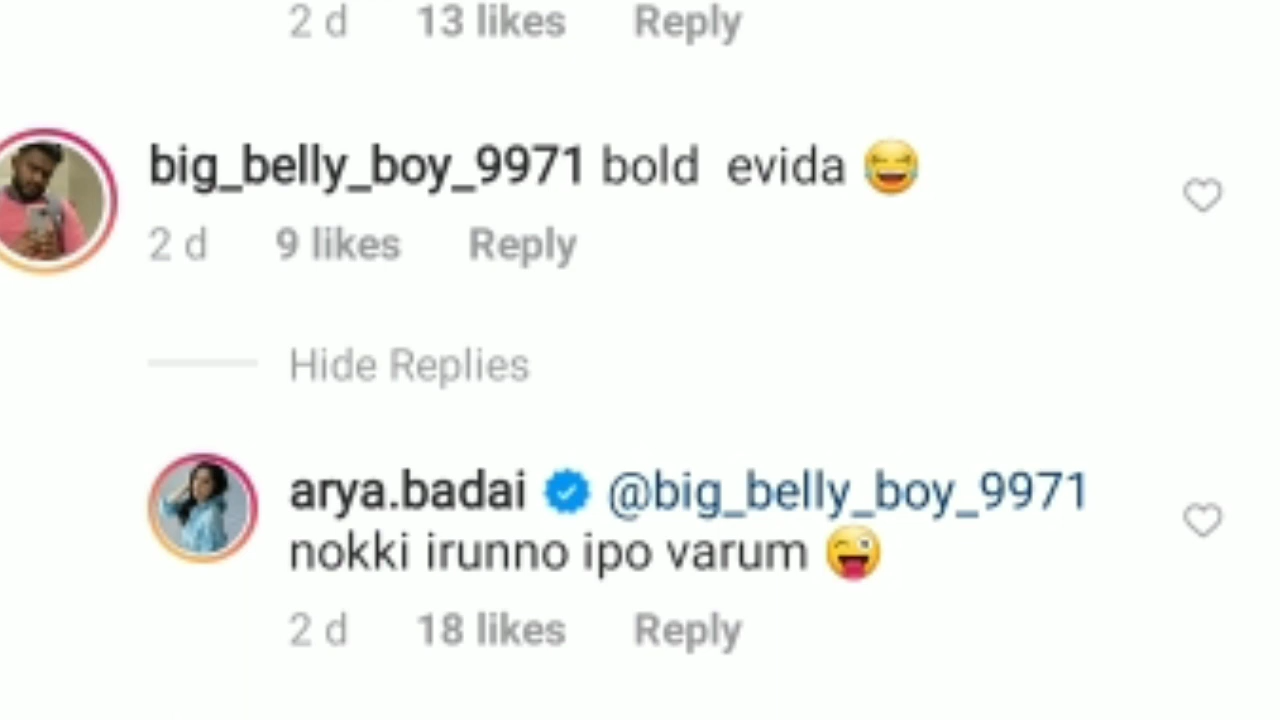 2 d 13 likes Reply
big_belly_boy_9971 bold evida 😂
2 d 9 likes Reply
Hide Replies
arya.badai @big_belly_boy_9971
nokki irunno ipo varum 😜
2 d 18 likes Reply